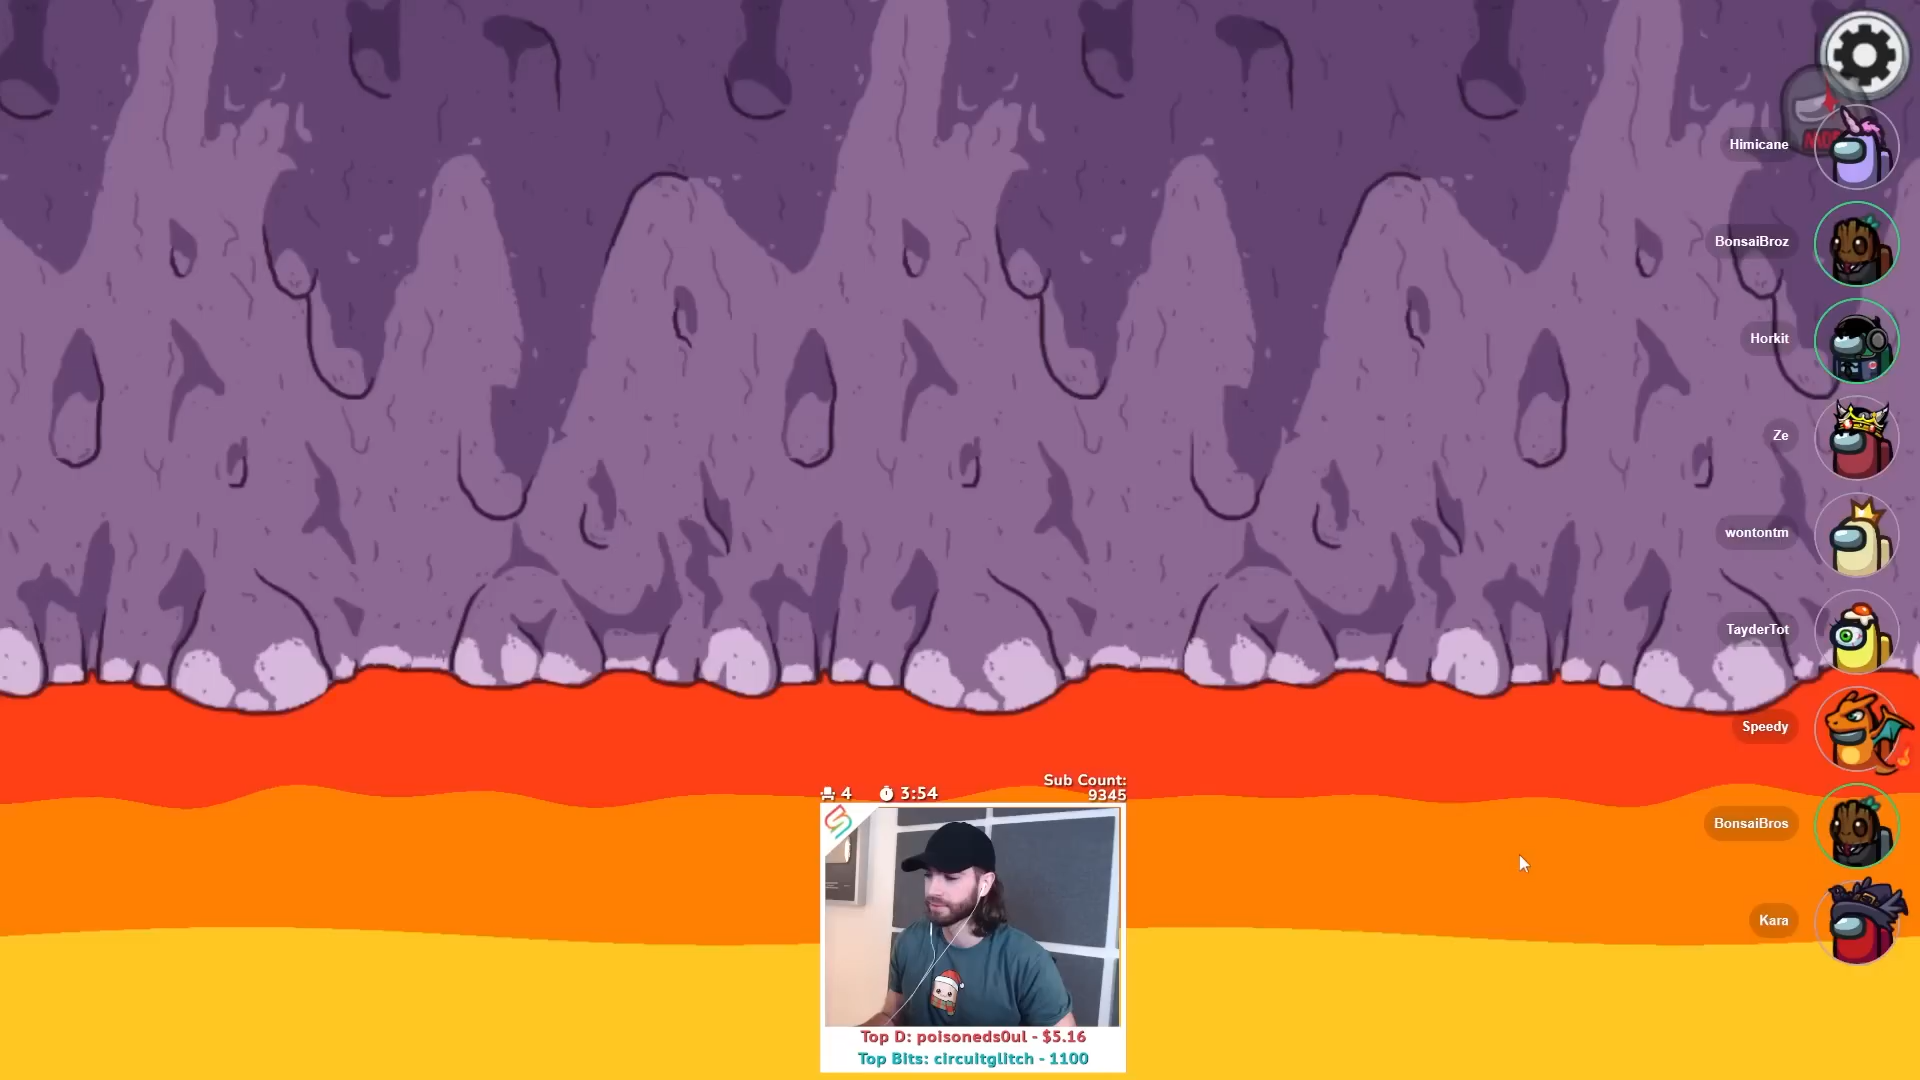 Himicane
BonsaiBroz
Horkit
Ze
wontontm
TayderTot
Speedy
BonsaiBros
Kara
4
3:54
Sub Count:
9345
Top D: poisoneds0ul - $5.16
Top Bits: circuitglitch - 1100